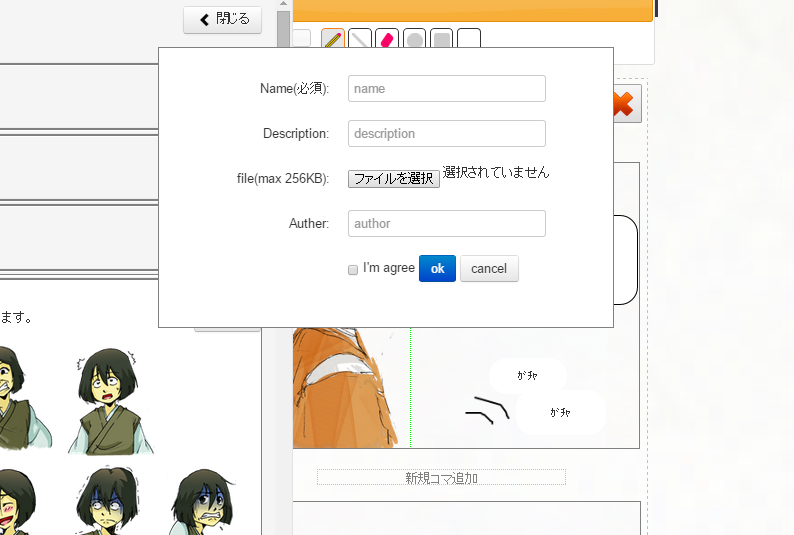 閉じる
Name(必須):
name
Description:
description
file(max 256KB):
ファイルを選択 選択されていません
Auther:
author
I'm agree
ok
cancel
ます。
ガチャ
ガチャ
新規コマ追加